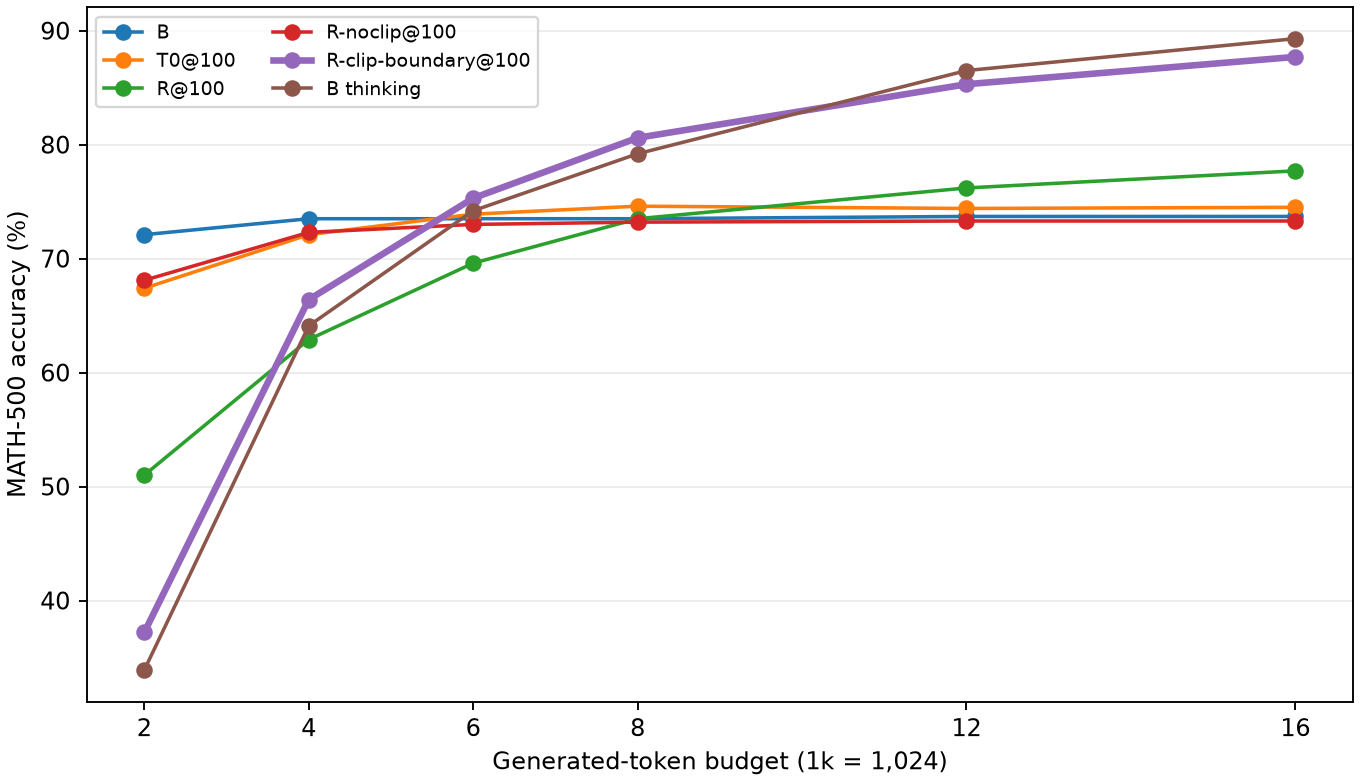 B
T0@100
R@100
R-noclip@100
R-clip-boundary@100
B thinking
MATH-500 accuracy (%)
90
80
70
60
50
40
2 4 6 8 12 16
Generated-token budget (1k = 1,024)